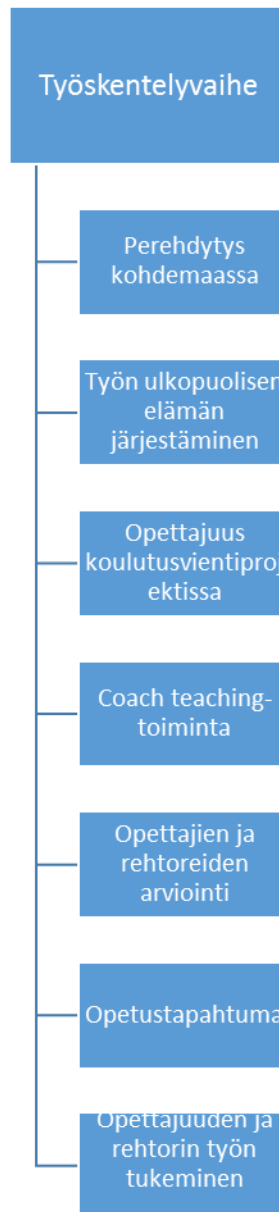 Työskentelyvaihe
Perehdytys
kohdemaassa
Työn ulkopuolisen
elämän
järjestäminen
Opettajuus
koulutusvientiproj
ektissa
Coach teaching-
toiminta
Opettajien ja
rehtoreiden
arviointi
Opetustapahtuma
Opettajuuden ja
rehtorin työn
tukeminen